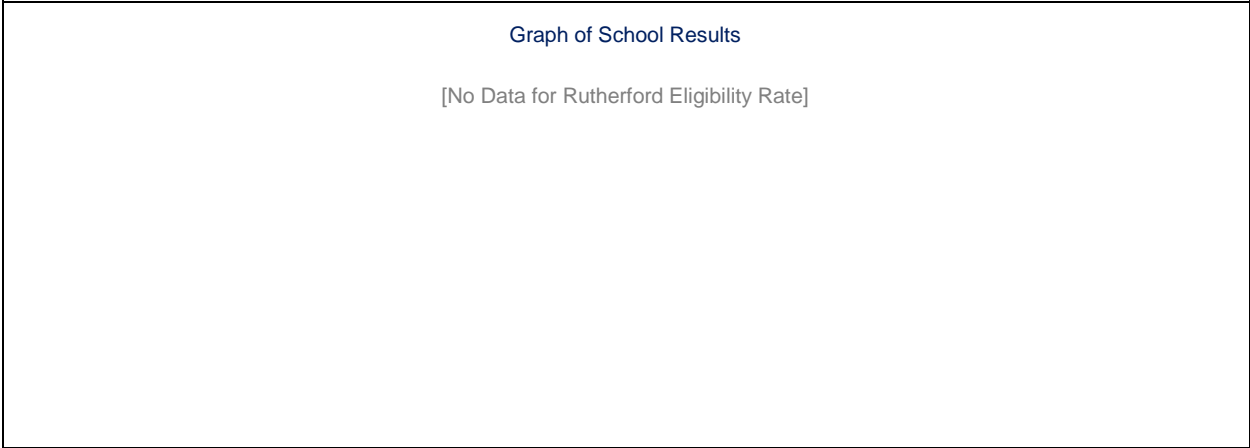 Graph of School Results
[No Data for Rutherford Eligibility Rate]